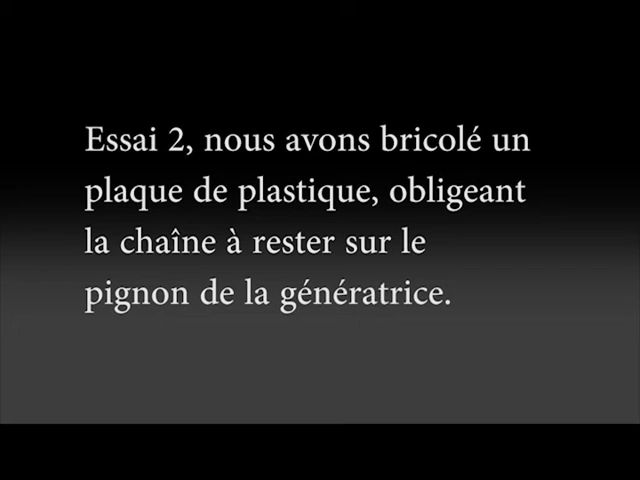 Essai 2, nous avons bricolé un
plaque de plastique, obligeant
la chaîne à rester sur le
pignon de la génératrice.